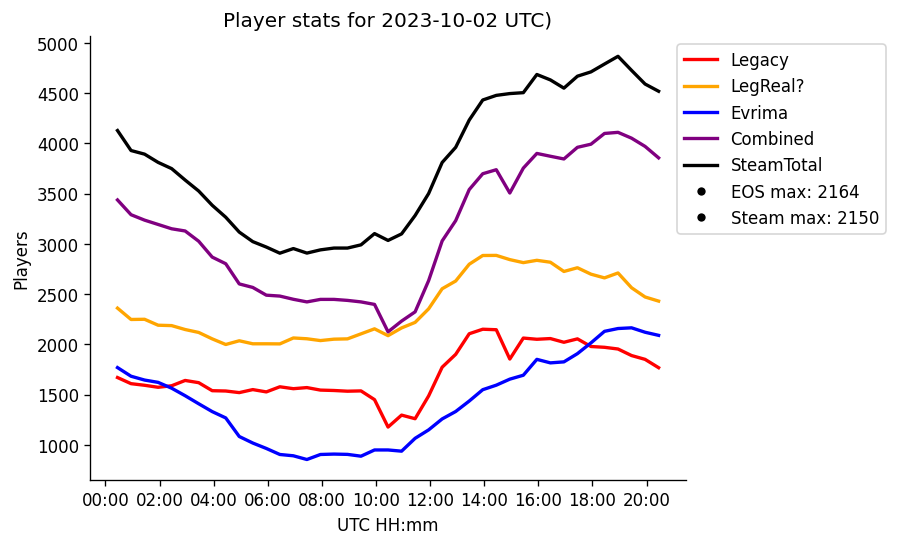 Player stats for 2023-10-02 UTC)
Players
5000
4500
4000
3500
3000
2500
2000
1500
1000
00:00 02:00 04:00 06:00 08:00 10:00 12:00 14:00 16:00 18:00 20:00
UTC HH:mm
Legacy
LegReal?
Evrima
Combined
SteamTotal
EOS max: 2164
Steam max: 2150